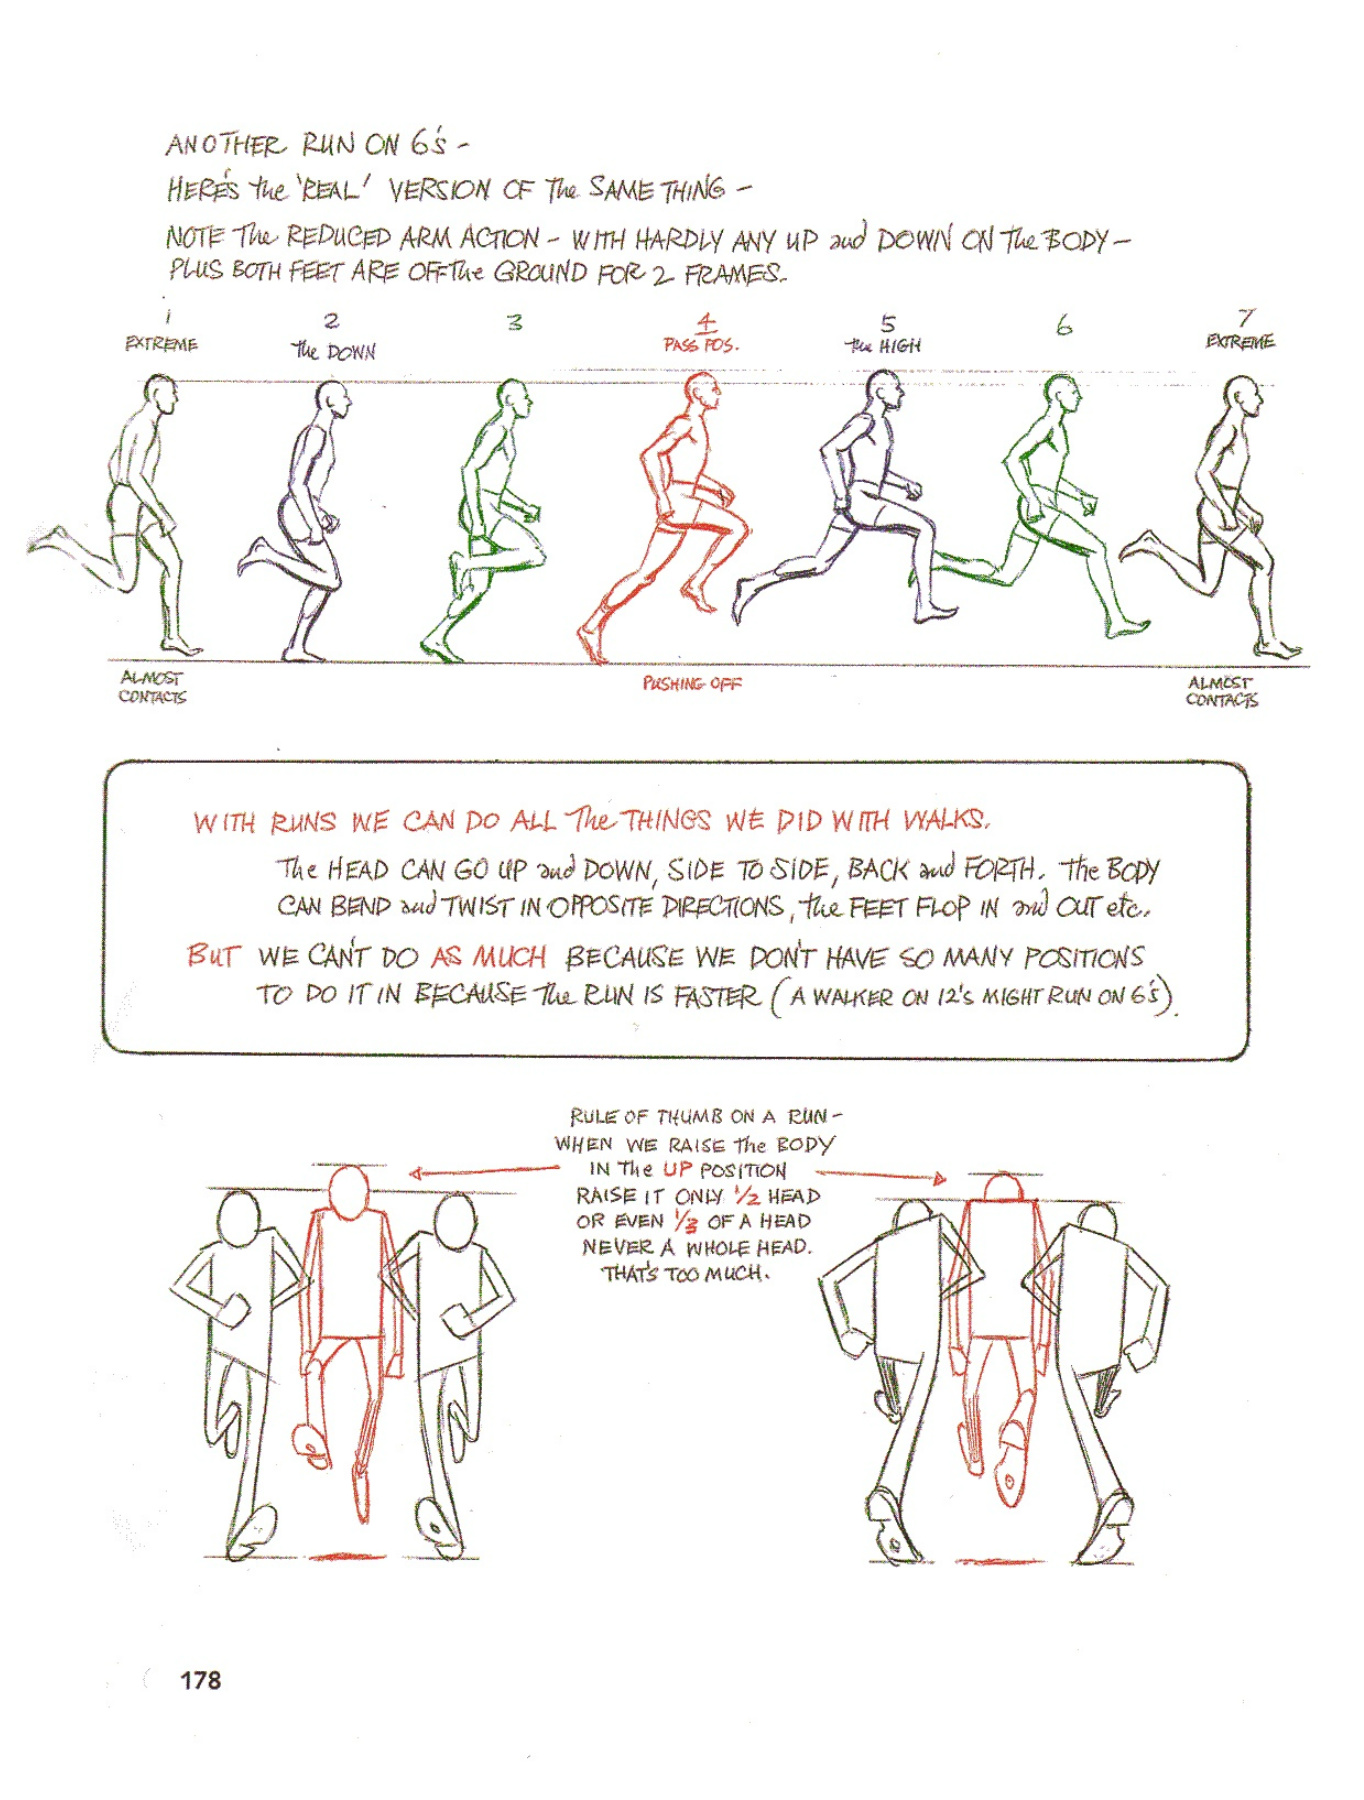 ANOTHER RUN ON 6's -
HERE'S the 'REAL' VERSION OF The SAME THING -
NOTE The REDUCED ARM ACTION - WITH HARDLY ANY UP and DOWN ON The BODY -
PLUS BOTH FEET ARE OFF The GROUND FOR 2 FRAMES.
1 2 3 4 5 6 7
EXTREME The DOWN PASS POS. The HIGH EXTREME
ALMOST CONTACTS
PUSHING OFF
ALMOST CONTACTS
WITH RUNS WE CAN DO ALL The THINGS WE DID WITH WALKS.
The HEAD CAN GO UP and DOWN, SIDE TO SIDE, BACK and FORTH. The BODY
CAN BEND and TWIST IN OPPOSITE DIRECTIONS, the FEET FLOP IN and OUT etc.
BUT WE CAN'T DO AS MUCH BECAUSE WE DON'T HAVE SO MANY POSITIONS
TO DO IT IN BECAUSE The RUN IS FASTER (A WALKER ON 12's MIGHT RUN ON 6's).
RULE OF THUMB ON A RUN -
WHEN WE RAISE The BODY
IN The UP POSITION
RAISE IT ONLY 1/2 HEAD
OR EVEN 1/3 OF A HEAD
NEVER A WHOLE HEAD.
THAT'S TOO MUCH.
178